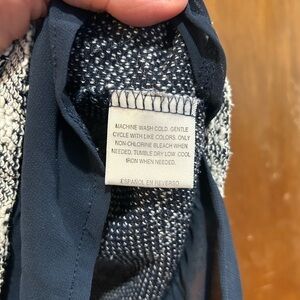 MACHINE WASH COLD, GENTLE
CYCLE WITH LIKE COLORS. ONLY
NON-CHLORINE BLEACH WHEN
NEEDED, TUMBLE DRY LOW, COOL
IRON WHEN NEEDED.
ESPAÑOL EN REVERSO